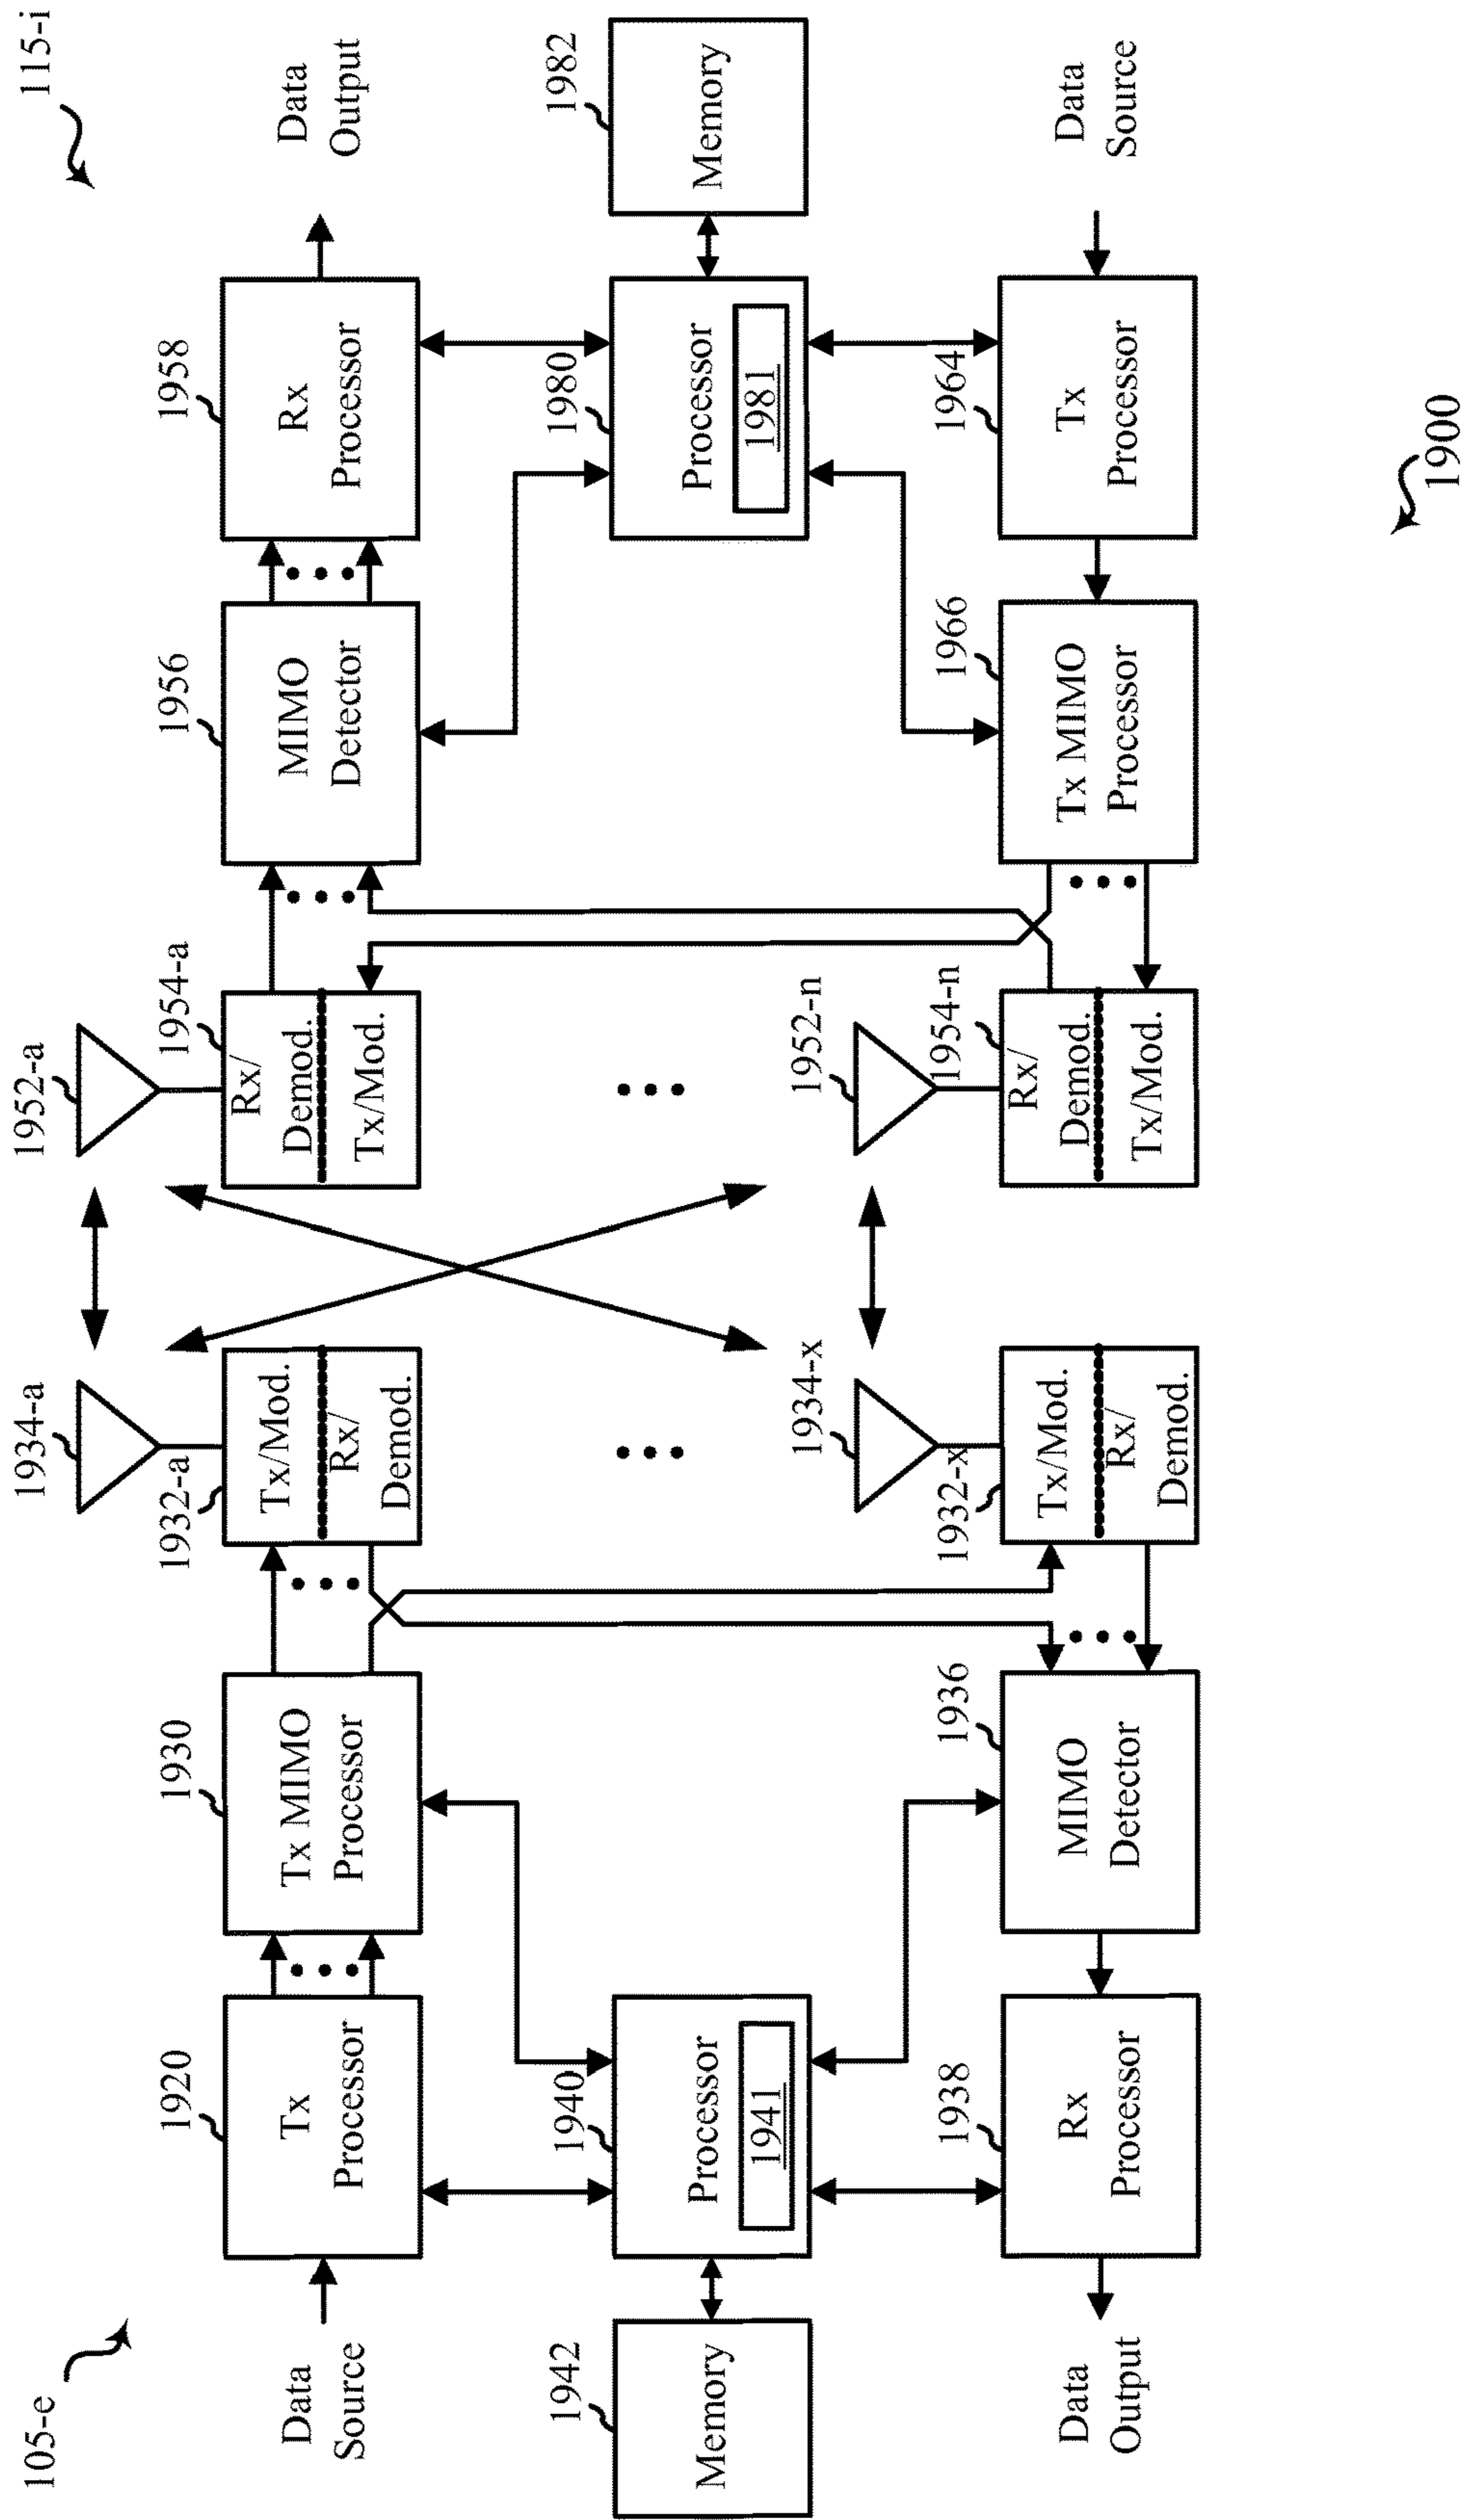 105-e
115-i
Data
Source
1920
Tx
Processor
1930
Tx MIMO
Processor
1932-a
Tx/Mod.
Rx/
Demod.
1934-a
1952-a
1954-a
Rx/
Demod.
Tx/Mod.
1956
MIMO
Detector
1958
Rx
Processor
Data
Output
1942
Memory
1940
Processor
1941
1980
Processor
1981
1982
Memory
Data
Output
1938
Rx
Processor
1936
MIMO
Detector
1932-x
Tx/Mod.
Rx/
Demod.
1934-x
1952-n
1954-n
Rx/
Demod.
Tx/Mod.
1966
Tx MIMO
Processor
1964
Tx
Processor
Data
Source
1900